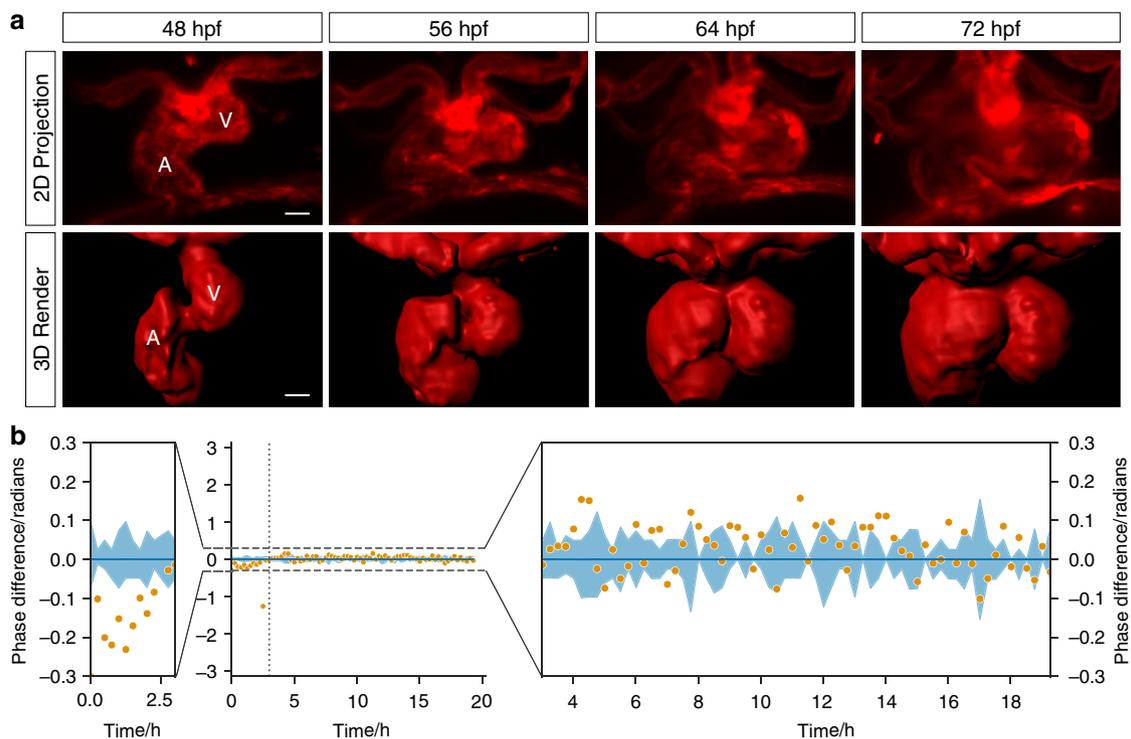 a
48 hpf
56 hpf
64 hpf
72 hpf
2D Projection
V
A
3D Render
V
A
b
Phase difference/radians
0.3
0.2
0.1
0.0
−0.1
−0.2
−0.3
0.0
2.5
Time/h
3
2
1
0
−1
−2
−3
0
5
10
15
20
Time/h
0.3
0.2
0.1
0.0
−0.1
−0.2
−0.3
4
6
8
10
12
14
16
18
Time/h
Phase difference/radians